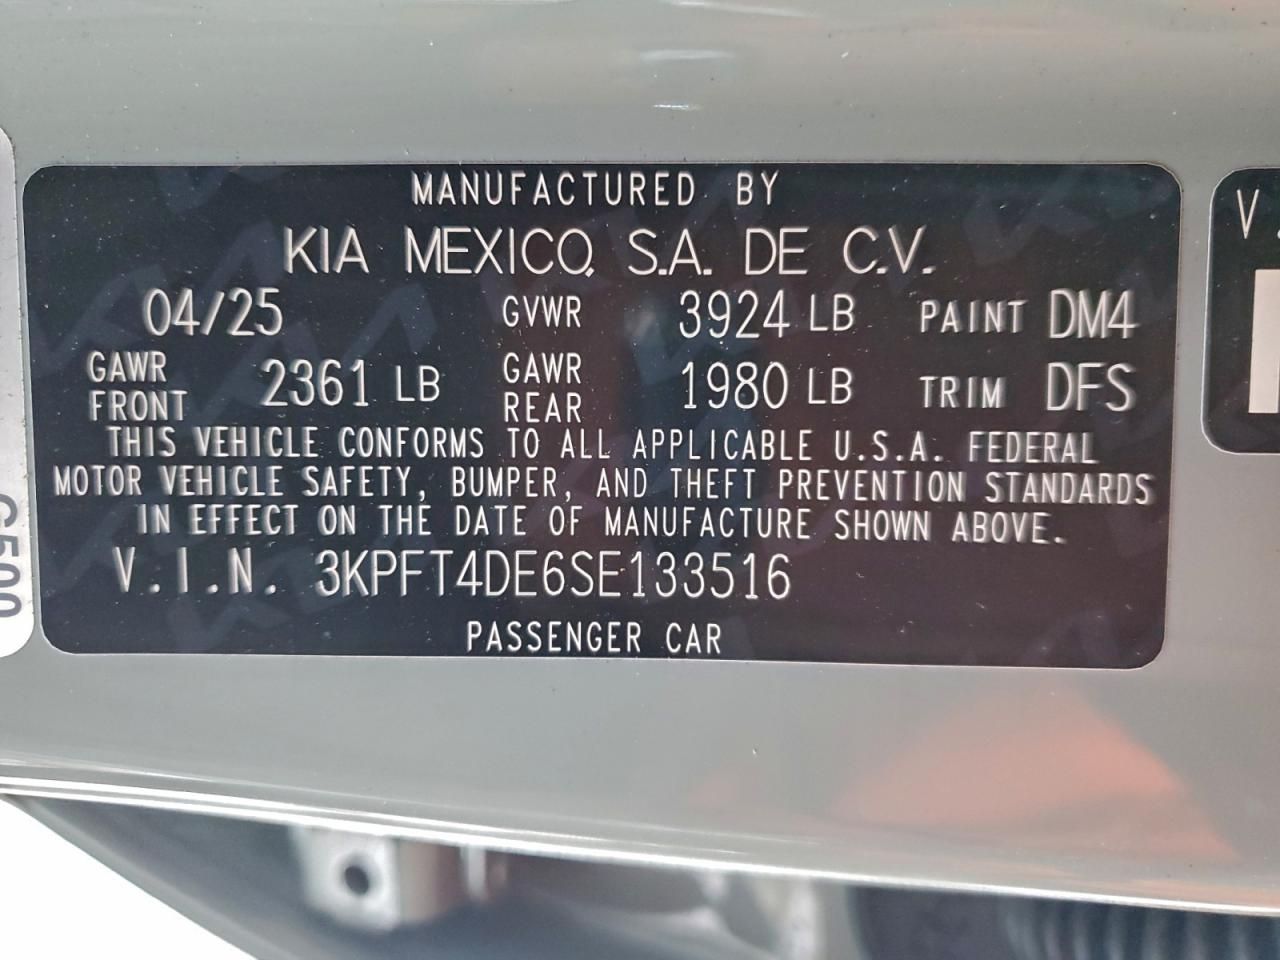 MANUFACTURED BY
KIA MEXICO, S.A. DE C.V.
04/25 GVWR 3924 LB PAINT DM4
GAWR FRONT 2361 LB GAWR REAR 1980 LB TRIM DFS
THIS VEHICLE CONFORMS TO ALL APPLICABLE U.S.A. FEDERAL
MOTOR VEHICLE SAFETY, BUMPER, AND THEFT PREVENTION STANDARDS
IN EFFECT ON THE DATE OF MANUFACTURE SHOWN ABOVE.
V.I.N. 3KPFT4DE6SE133516
PASSENGER CAR
V.